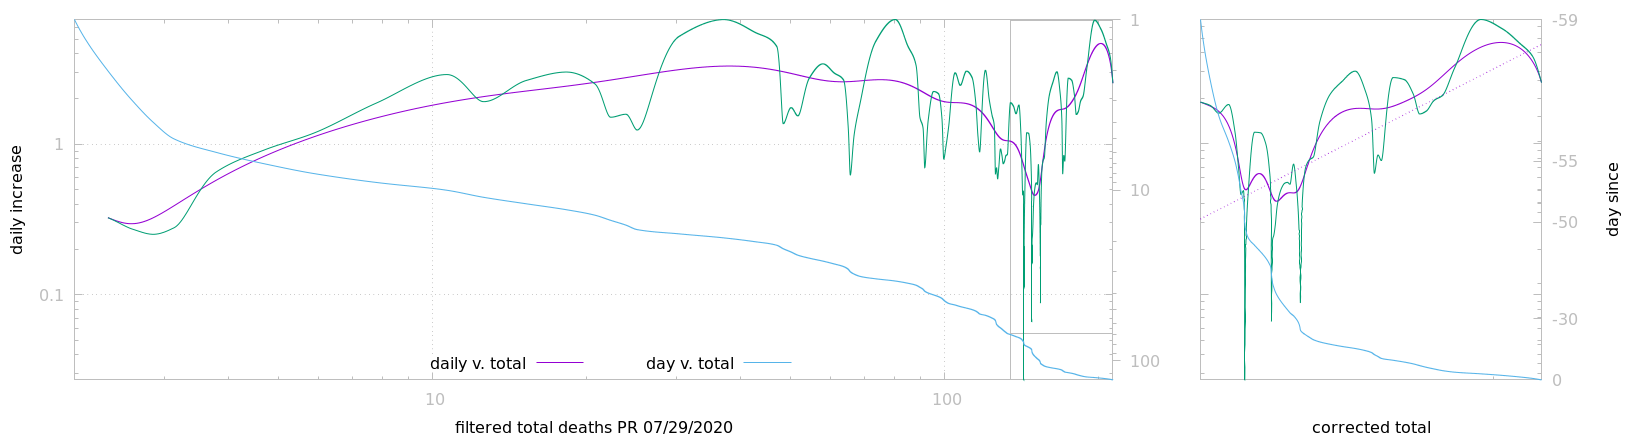 daily increase
1
0.1
10
100
daily v. total
day v. total
filtered total deaths PR 07/29/2020
1
10
100
-59
-55
-50
-30
0
day since
corrected total